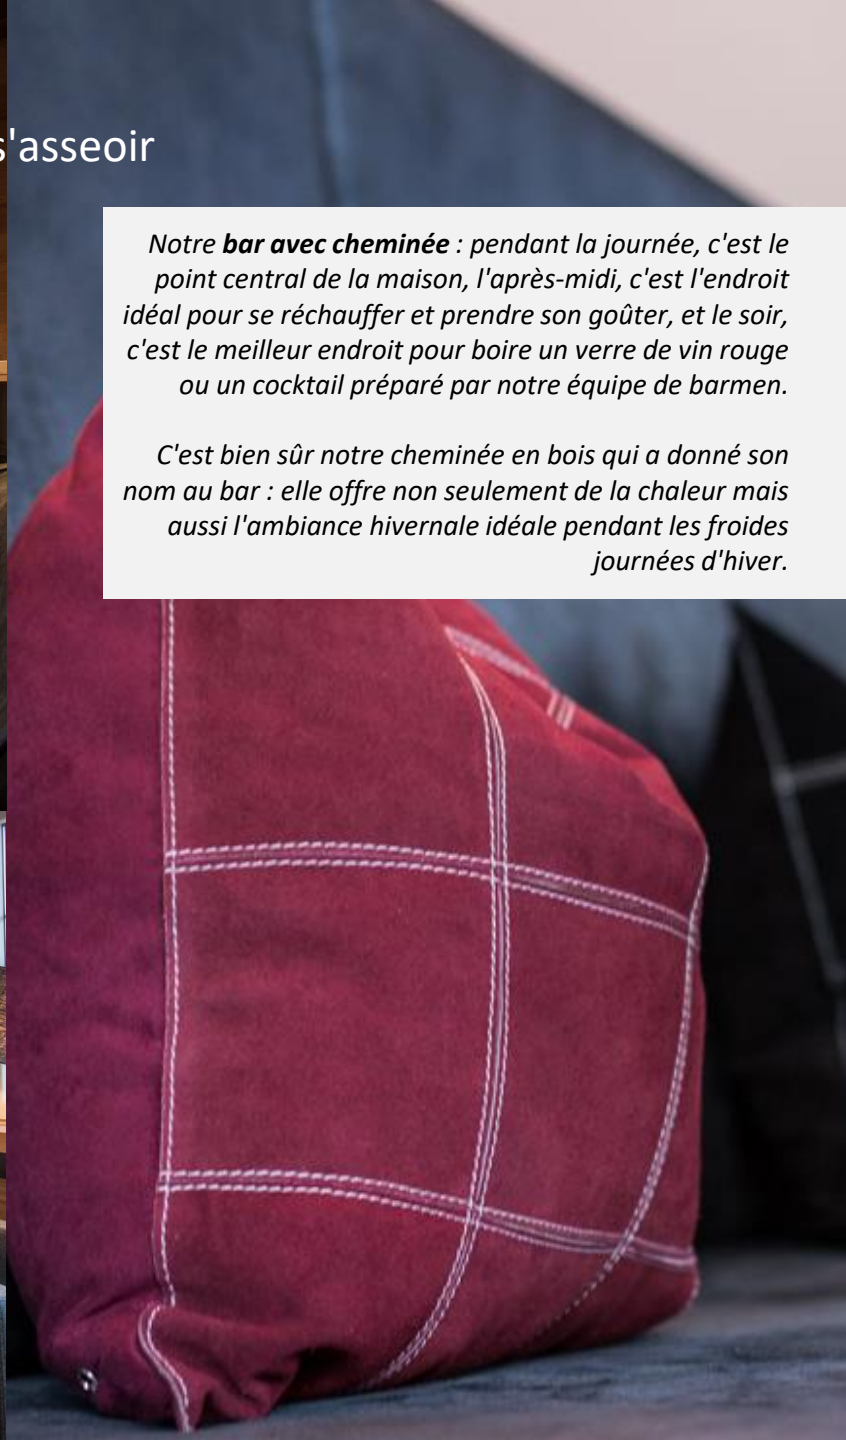 s'asseoir
Notre bar avec cheminée : pendant la journée, c'est le
point central de la maison, l'après-midi, c'est l'endroit
idéal pour se réchauffer et prendre son goûter, et le soir,
c'est le meilleur endroit pour boire un verre de vin rouge
ou un cocktail préparé par notre équipe de barmen.
C'est bien sûr notre cheminée en bois qui a donné son
nom au bar : elle offre non seulement de la chaleur mais
aussi l'ambiance hivernale idéale pendant les froides
journées d'hiver.